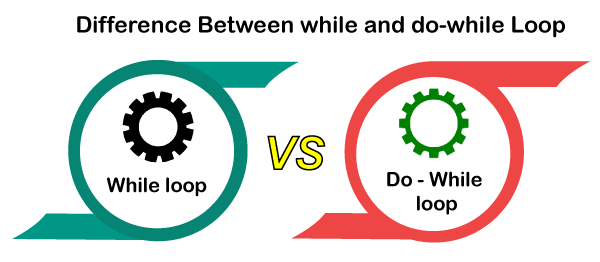 Difference Between while and do-while Loop
While loop
VS
Do - While
loop